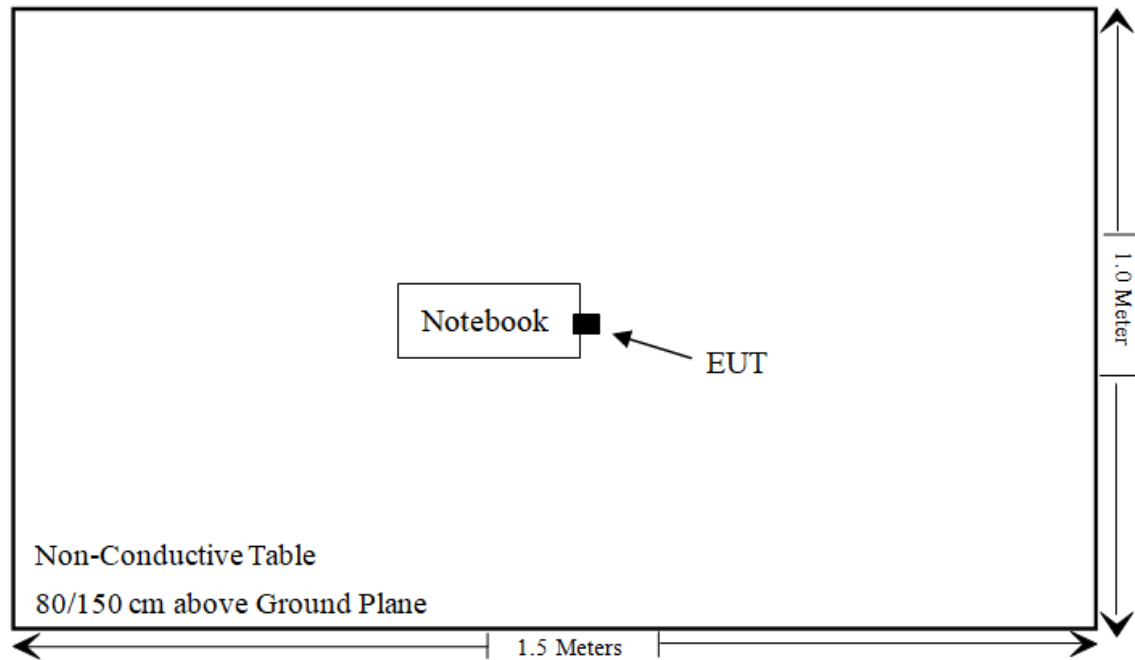 Notebook
EUT
1.0 Meter
Non-Conductive Table
80/150 cm above Ground Plane
1.5 Meters